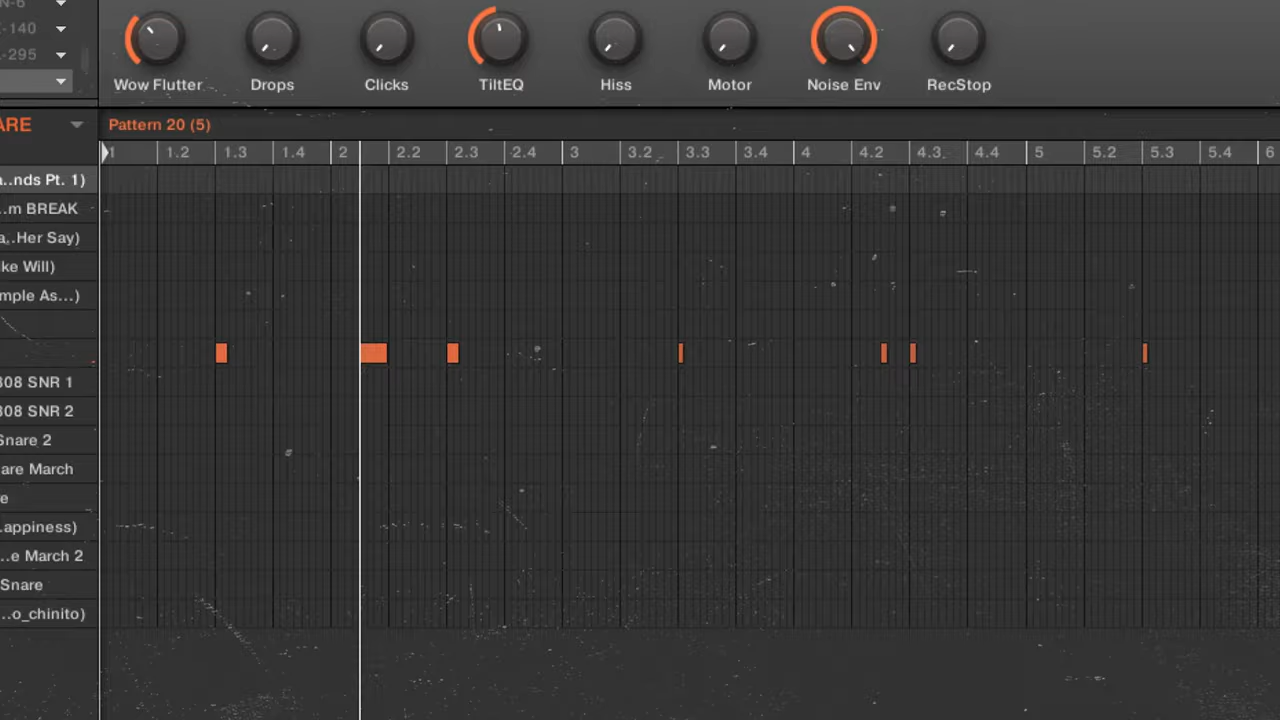 N-6
-140
-295
Wow Flutter Drops Clicks TiltEQ Hiss Motor Noise Env RecStop
ARE
Pattern 20 (5)
1 1.2 1.3 1.4 2 2.2 2.3 2.4 3 3.2 3.3 3.4 4 4.2 4.3 4.4 5 5.2 5.3 5.4 6
a..nds Pt. 1)
..m BREAK
a,..Her Say)
ke Will)
mple As...)
808 SNR 1
808 SNR 2
Snare 2
are March
e
.appiness)
..e March 2
Snare
..o_chinito)